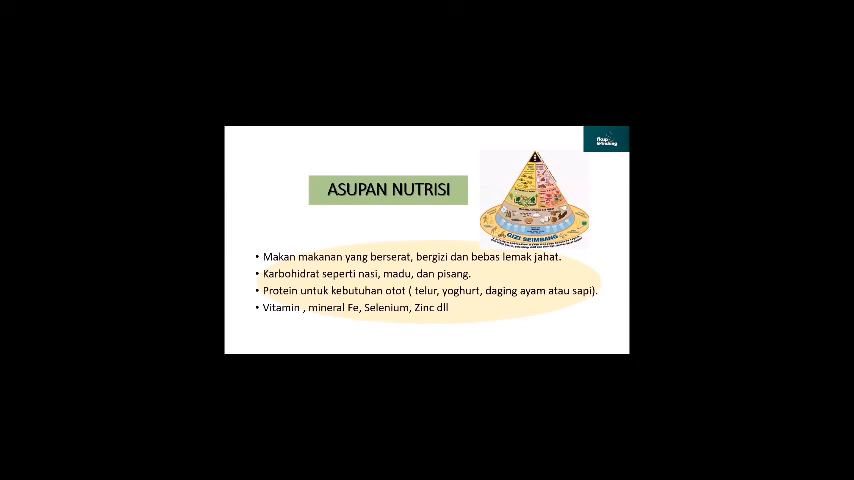 ASUPAN NUTRISI
GIZI SEIMBANG
• Makan makanan yang berserat, bergizi dan bebas lemak jahat.
• Karbohidrat seperti nasi, madu, dan pisang.
• Protein untuk kebutuhan otot ( telur, yoghurt, daging ayam atau sapi).
• Vitamin , mineral Fe, Selenium, Zinc dll